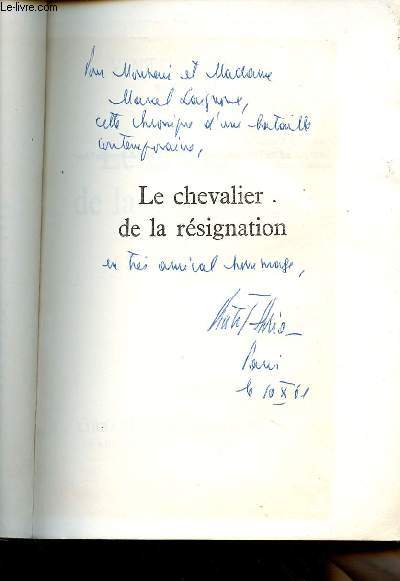 © Le-livre.com
Pour Monsieur et Madame
Marcel
cette chronique d'une bataille
contemporaine,
Le chevalier
de la résignation
en très amical hommage,
Paris
le 10 X 61